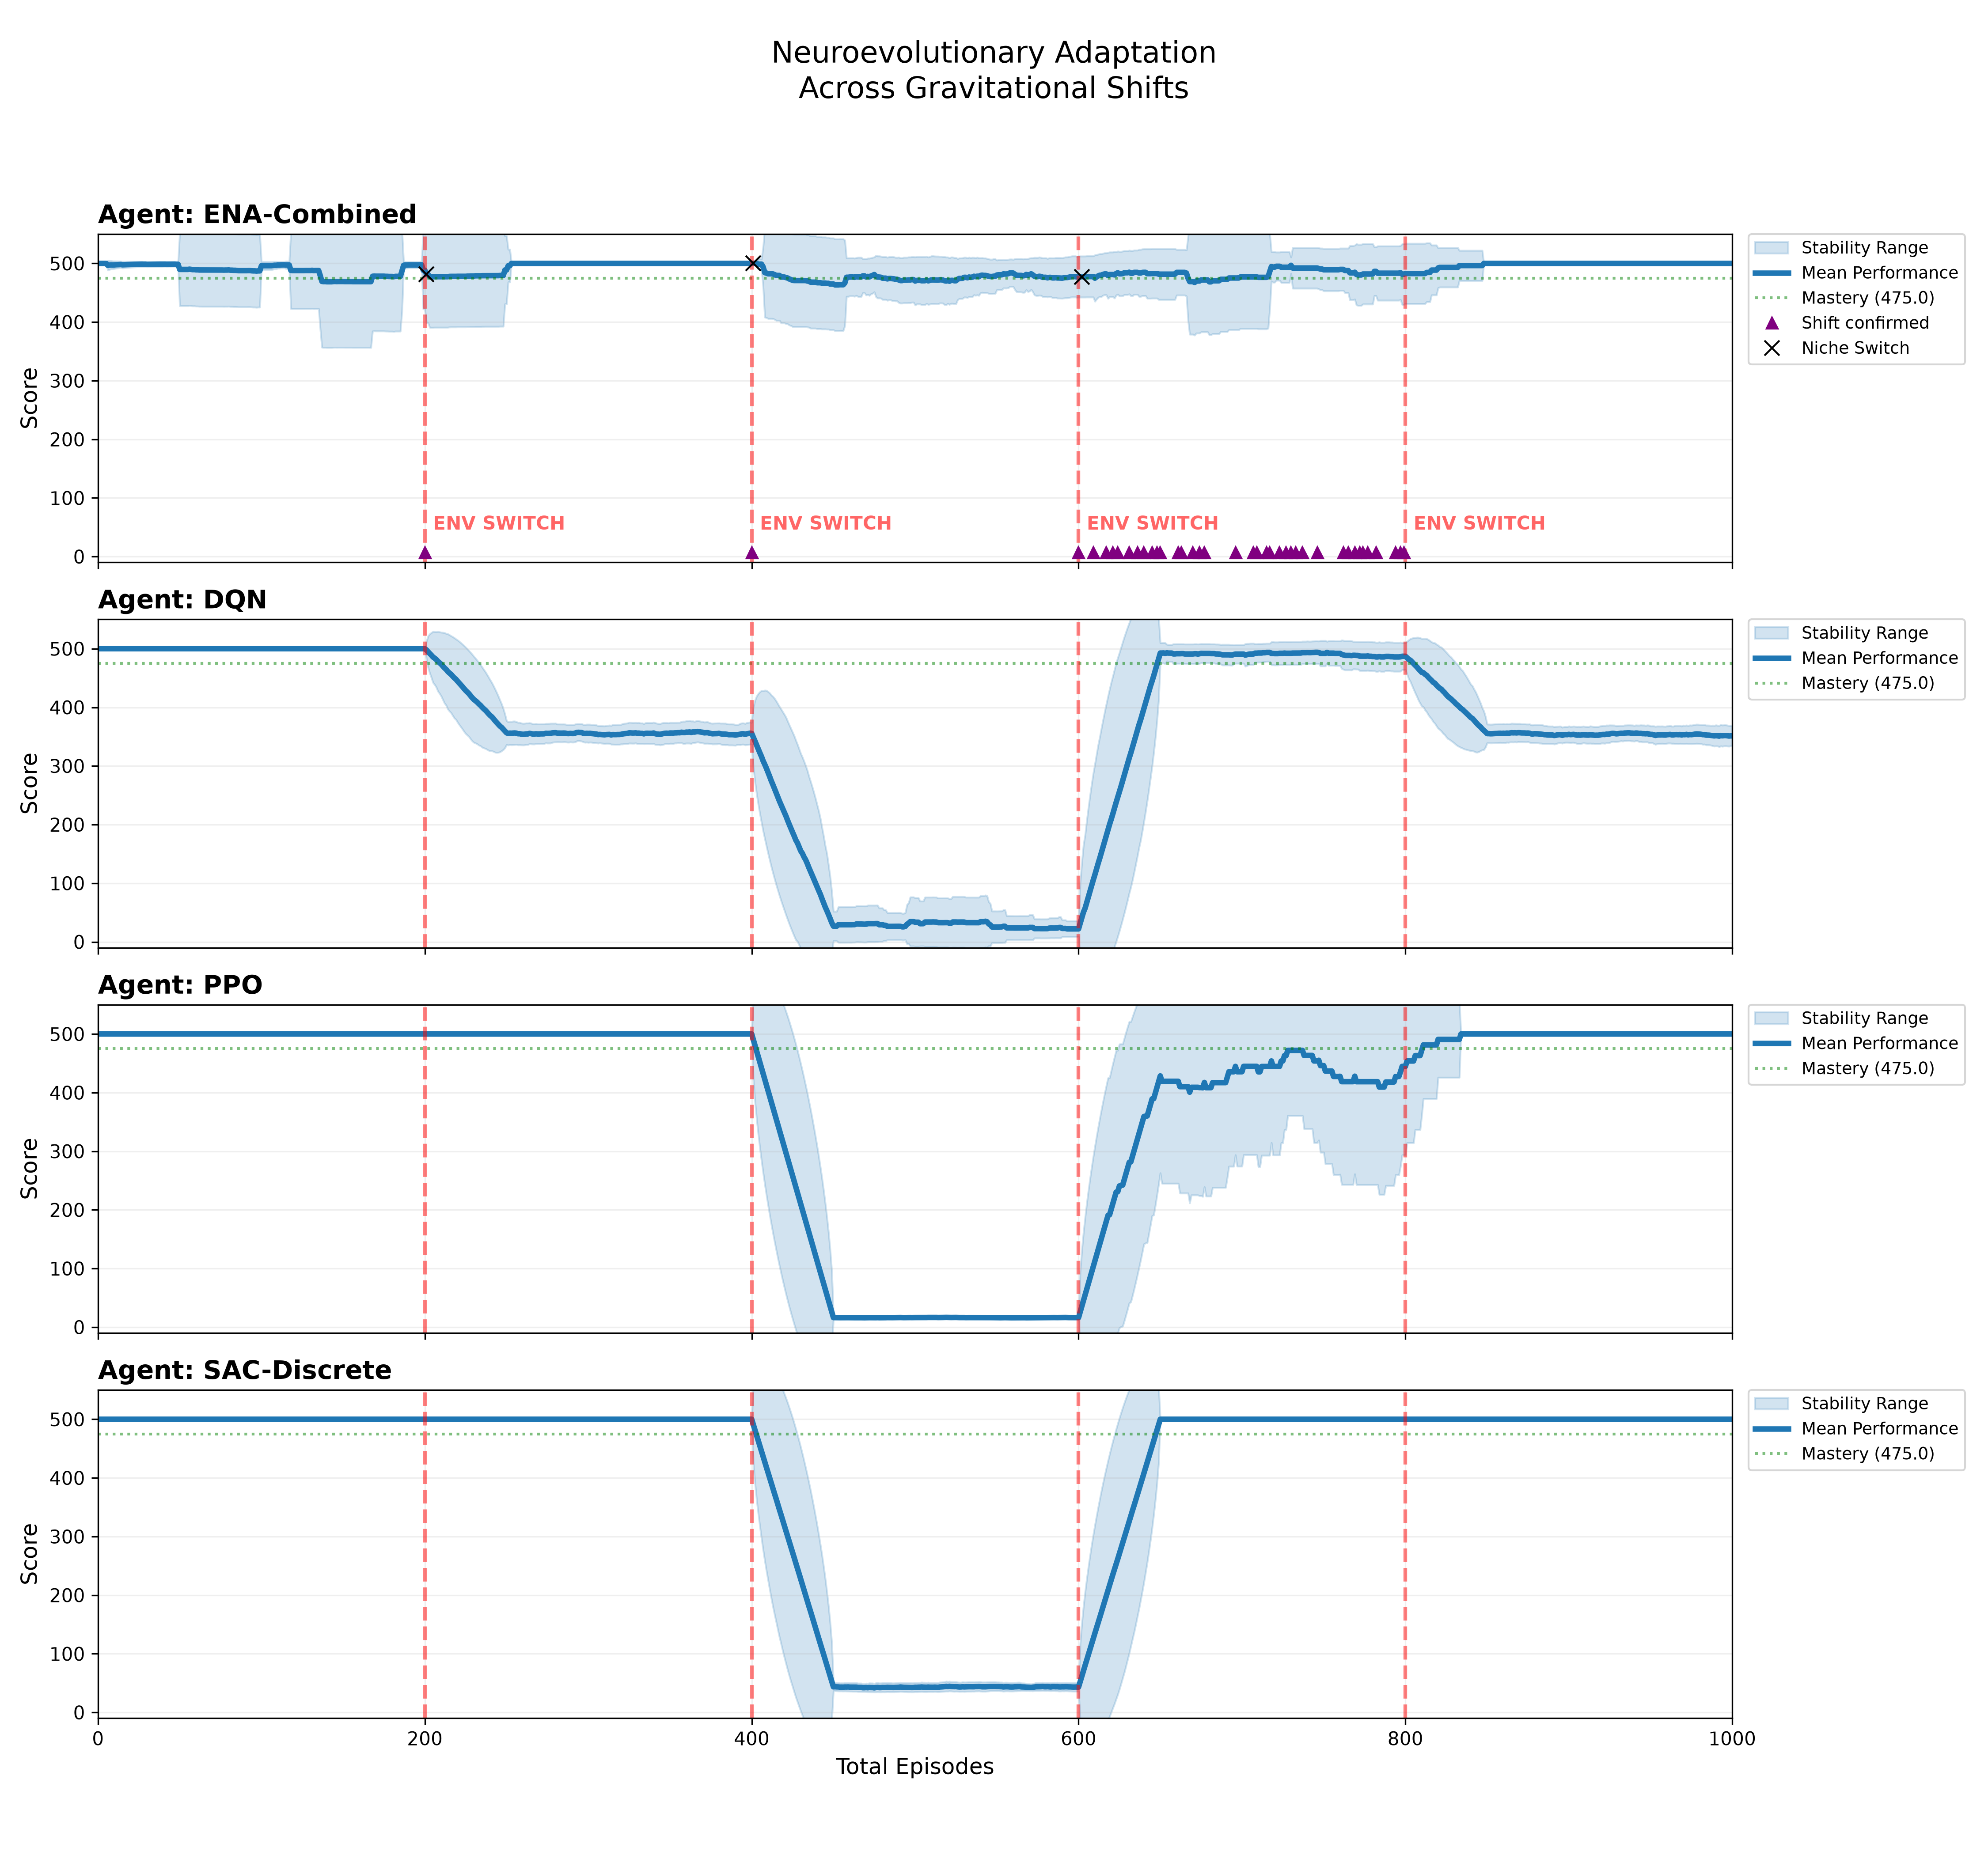 Neuroevolutionary Adaptation
Across Gravitational Shifts
Agent: ENA-Combined
Score
500
400
300
200
100
0
ENV SWITCH
ENV SWITCH
ENV SWITCH
ENV SWITCH
Stability Range
Mean Performance
Mastery (475.0)
Shift confirmed
Niche Switch
Agent: DQN
Score
500
400
300
200
100
0
Stability Range
Mean Performance
Mastery (475.0)
Agent: PPO
Score
500
400
300
200
100
0
Stability Range
Mean Performance
Mastery (475.0)
Agent: SAC-Discrete
Score
500
400
300
200
100
0
Stability Range
Mean Performance
Mastery (475.0)
0 200 400 600 800 1000
Total Episodes